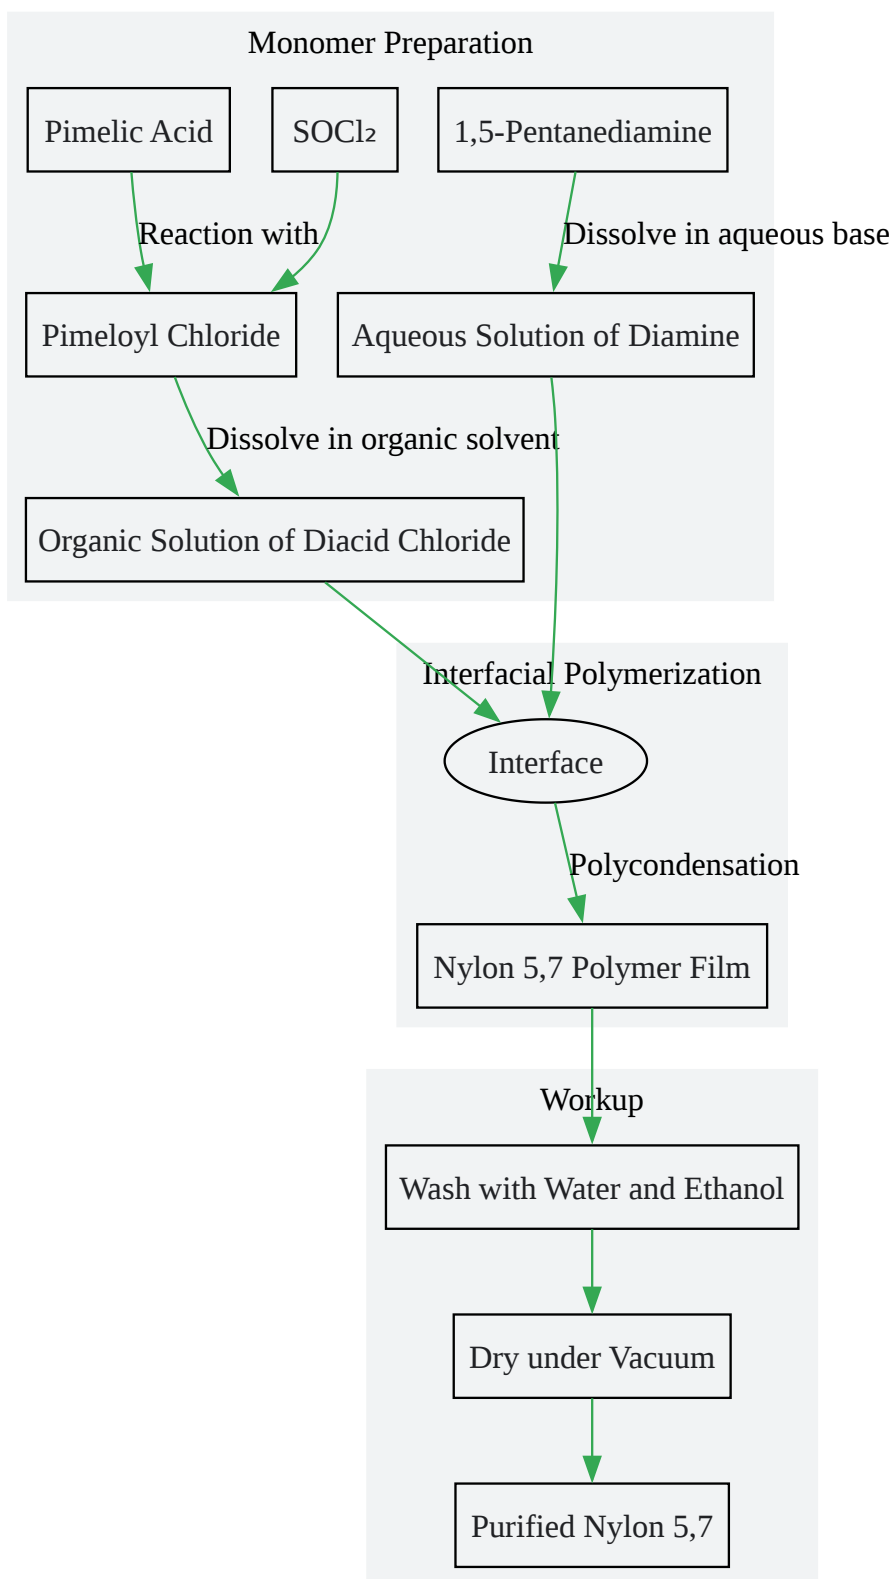 Monomer Preparation
Pimelic Acid
SOCl₂
1,5-Pentanediamine
Reaction with
Dissolve in aqueous base
Pimeloyl Chloride
Aqueous Solution of Diamine
Dissolve in organic solvent
Organic Solution of Diacid Chloride
Interfacial Polymerization
Interface
Polycondensation
Nylon 5,7 Polymer Film
Workup
Wash with Water and Ethanol
Dry under Vacuum
Purified Nylon 5,7